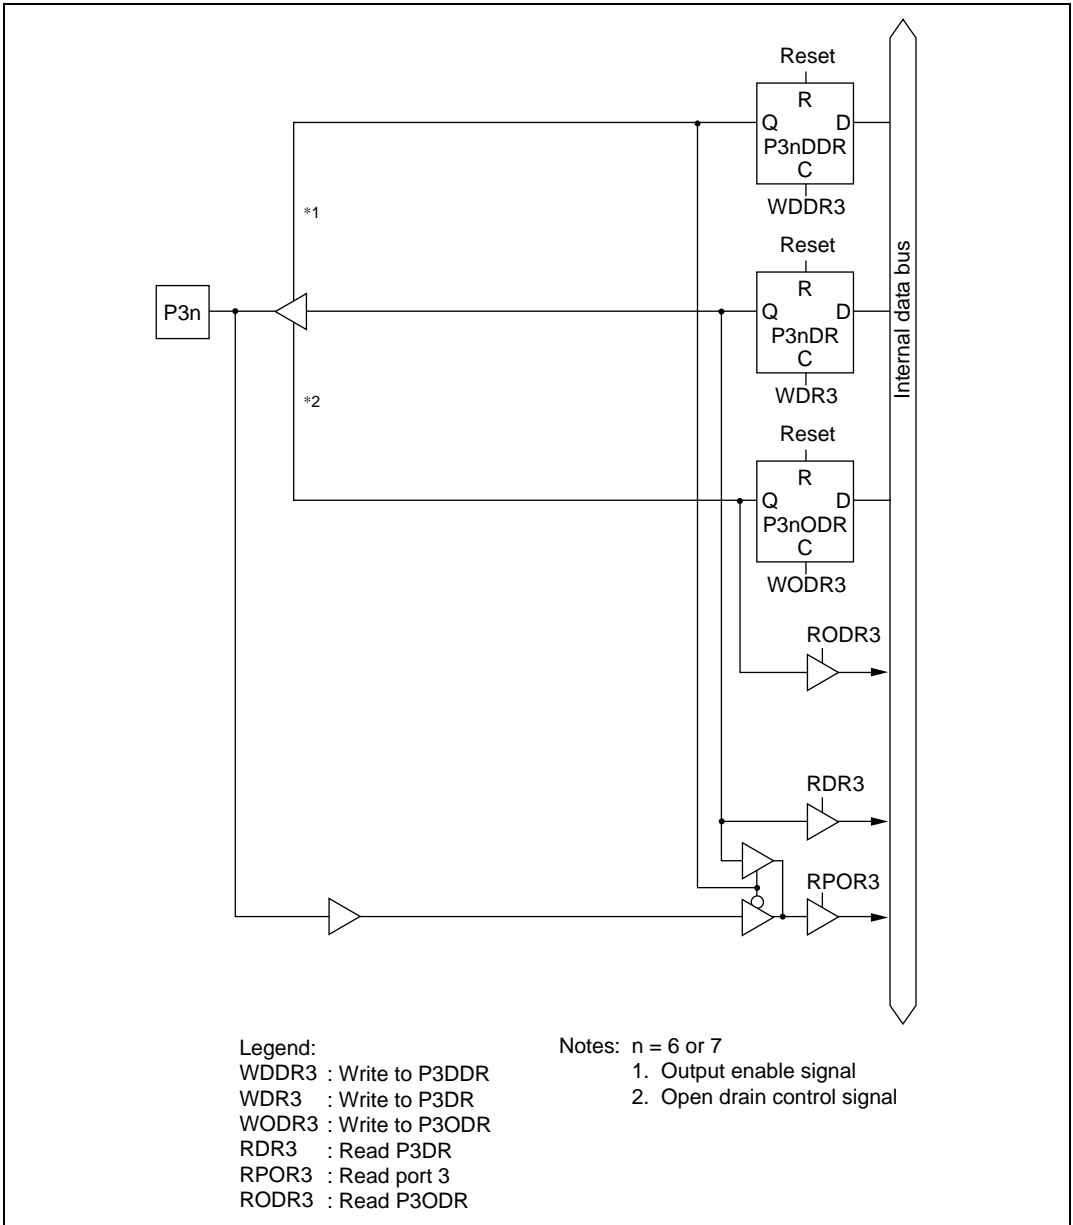 Reset
R
Q D
P3nDDR
C
WDDR3
*1
Reset
R
P3n
Q D
P3nDR
C
WDR3
Internal data bus
*2
Reset
R
Q D
P3nODR
C
WODR3
RODR3
RDR3
RPOR3
Legend:
WDDR3 : Write to P3DDR
WDR3 : Write to P3DR
WODR3 : Write to P3ODR
RDR3 : Read P3DR
RPOR3 : Read port 3
RODR3 : Read P3ODR
Notes: n = 6 or 7
1. Output enable signal
2. Open drain control signal